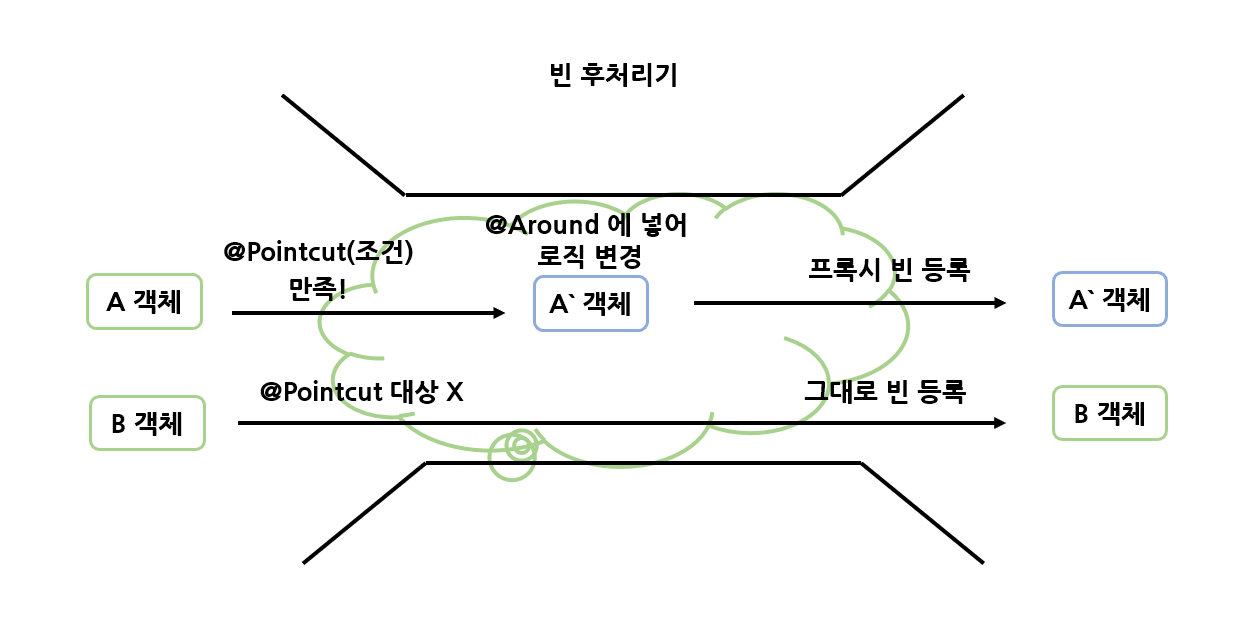 빈 후처리기
@Around 에 넣어
로직 변경
@Pointcut(조건)
만족!
프록시 빈 등록
A 객체
A` 객체
A` 객체
@Pointcut 대상 X
그대로 빈 등록
B 객체
B 객체